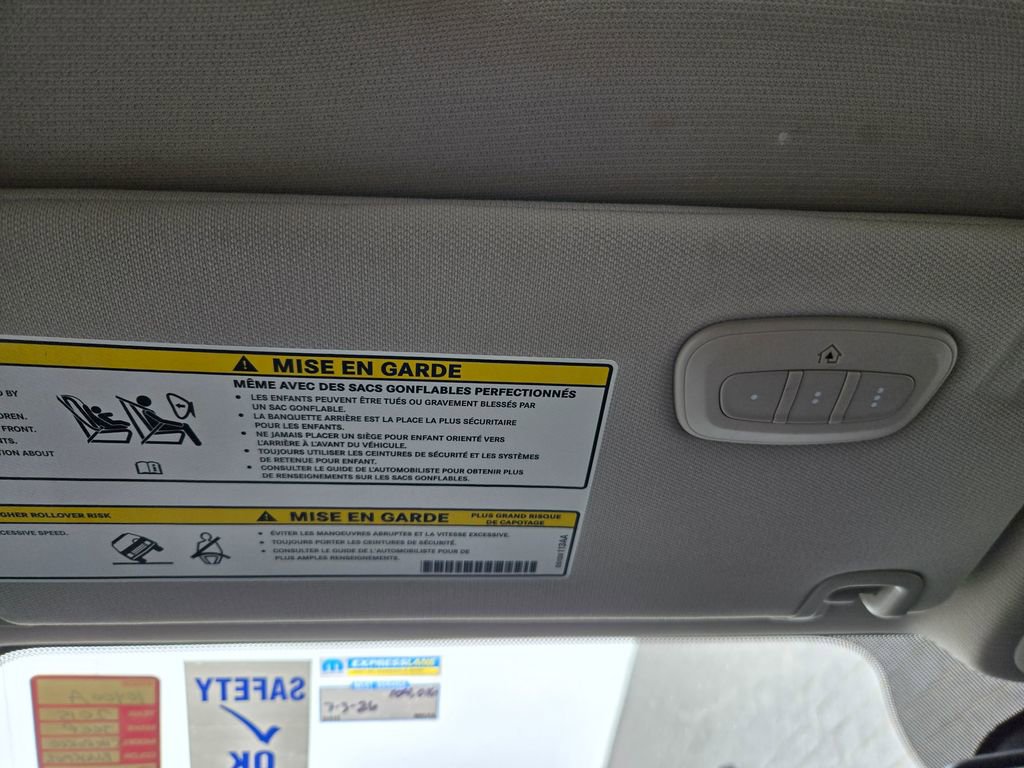 MISE EN GARDE
MÊME AVEC DES SACS GONFLABLES PERFECTIONNÉS
• LES ENFANTS PEUVENT ÊTRE TUÉS OU GRAVEMENT BLESSÉS PAR
UN SAC GONFLABLE.
• LA BANQUETTE ARRIÈRE EST LA PLACE LA PLUS SÉCURITAIRE
POUR LES ENFANTS.
• NE JAMAIS PLACER UN SIÈGE POUR ENFANT ORIENTÉ VERS
L'ARRIÈRE À L'AVANT DU VÉHICULE.
• TOUJOURS UTILISER LES CEINTURES DE SÉCURITÉ ET LES SYSTÈMES
DE RETENUE POUR ENFANT.
• CONSULTER LE GUIDE DE L'AUTOMOBILISTE POUR OBTENIR PLUS
DE RENSEIGNEMENTS SUR LES SACS GONFLABLES.
BY
FRONT.
ABOUT
ROLLOVER RISK
SPEED.
MISE EN GARDE
PLUS GRAND RISQUE
DE CAPOTAGE
• ÉVITER LES MANOEUVRES ABRUPTES ET LA VITESSE EXCESSIVE.
• TOUJOURS PORTER LES CEINTURES DE SÉCURITÉ.
• CONSULTER LE GUIDE DE L'AUTOMOBILISTE POUR DE
PLUS AMPLES RENSEIGNEMENTS.
SAFETY
OK
EXPRESS LANE
7-3-26
2015
JEEP